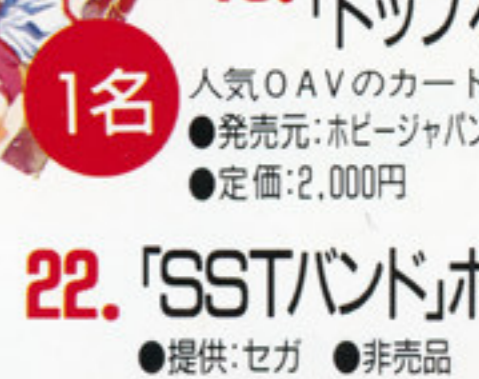 「トップ
1名
人気OAVのカード
●発売元:ホビージャパン
●定価:2,000円
22.「SSTバンド」ポ
●提供:セガ ●非売品